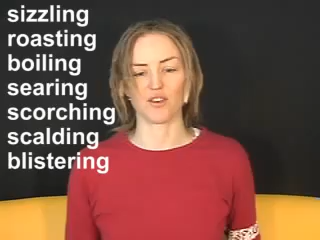 sizzling
roasting
boiling
searing
scorching
scalding
blistering